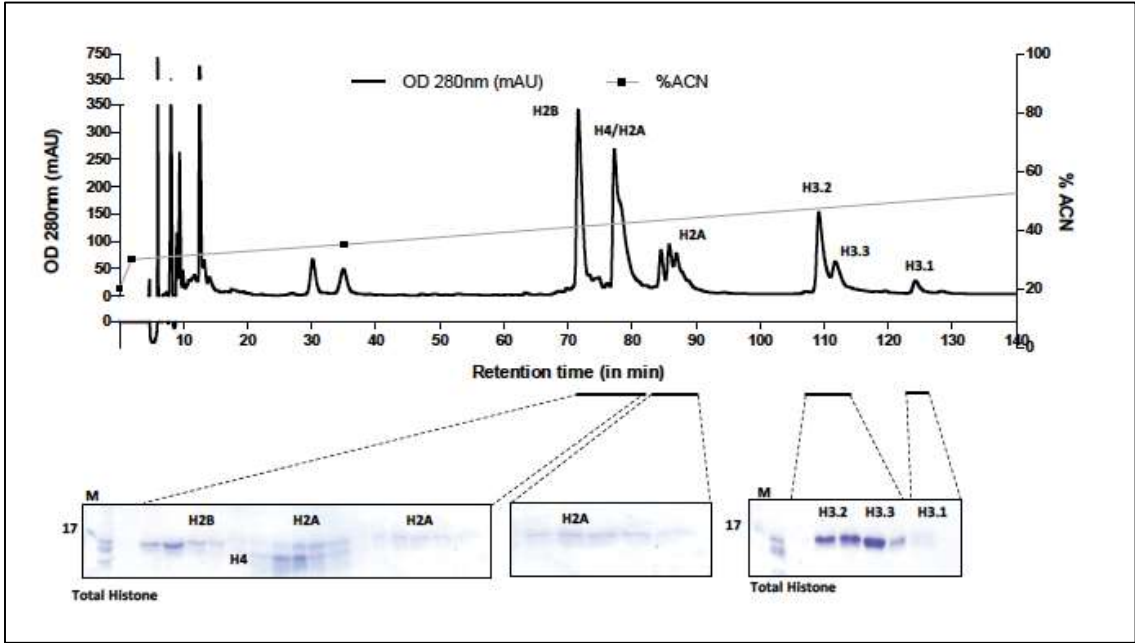 750
350
350
300
250
200
150
100
50
0
0
OD 280nm (mAU)
OD 280nm (mAU)
%ACN
H2B
H4/H2A
H2A
H3.2
H3.3
H3.1
100
80
60
40
20
0
% ACN
10 20 30 40 50 60 70 80 90 100 110 120 130 140
Retention time (in min)
M
17
H2B H2A H2A
H4
Total Histone
H2A
M
17
H3.2 H3.3 H3.1
Total Histone